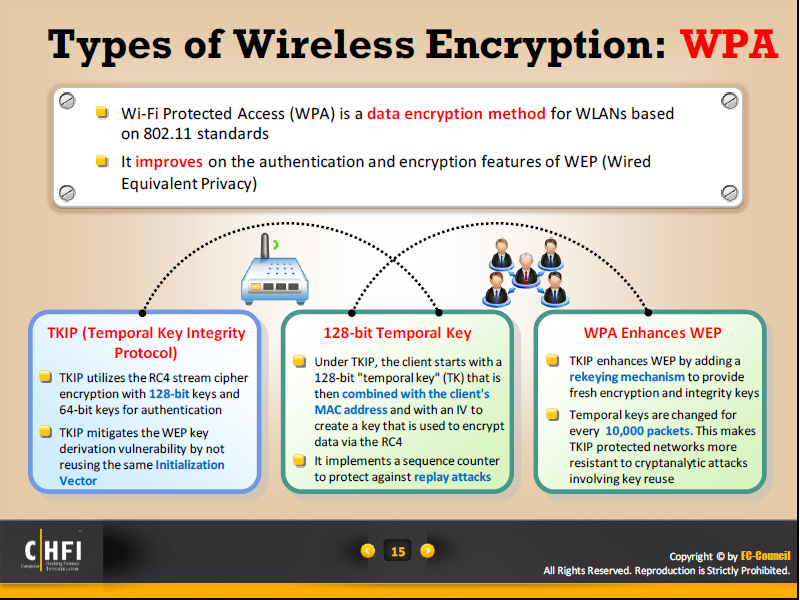 Types of Wireless Encryption: WPA
Wi-Fi Protected Access (WPA) is a data encryption method for WLANs based
on 802.11 standards
It improves on the authentication and encryption features of WEP (Wired
Equivalent Privacy)
TKIP (Temporal Key Integrity
Protocol)
TKIP utilizes the RC4 stream cipher
encryption with 128-bit keys and
64-bit keys for authentication
TKIP mitigates the WEP key
derivation vulnerability by not
reusing the same Initialization
Vector
128-bit Temporal Key
Under TKIP, the client starts with a
128-bit "temporal key" (TK) that is
then combined with the client's
MAC address and with an IV to
create a key that is used to encrypt
data via the RC4
It implements a sequence counter
to protect against replay attacks
WPA Enhances WEP
TKIP enhances WEP by adding a
rekeying mechanism to provide
fresh encryption and integrity keys
Temporal keys are changed for
every 10,000 packets. This makes
TKIP protected networks more
resistant to cryptanalytic attacks
involving key reuse
CHFI
Computer Hacking Forensic
INVESTIGATOR
15
Copyright © by EC-Council
All Rights Reserved. Reproduction is Strictly Prohibited.